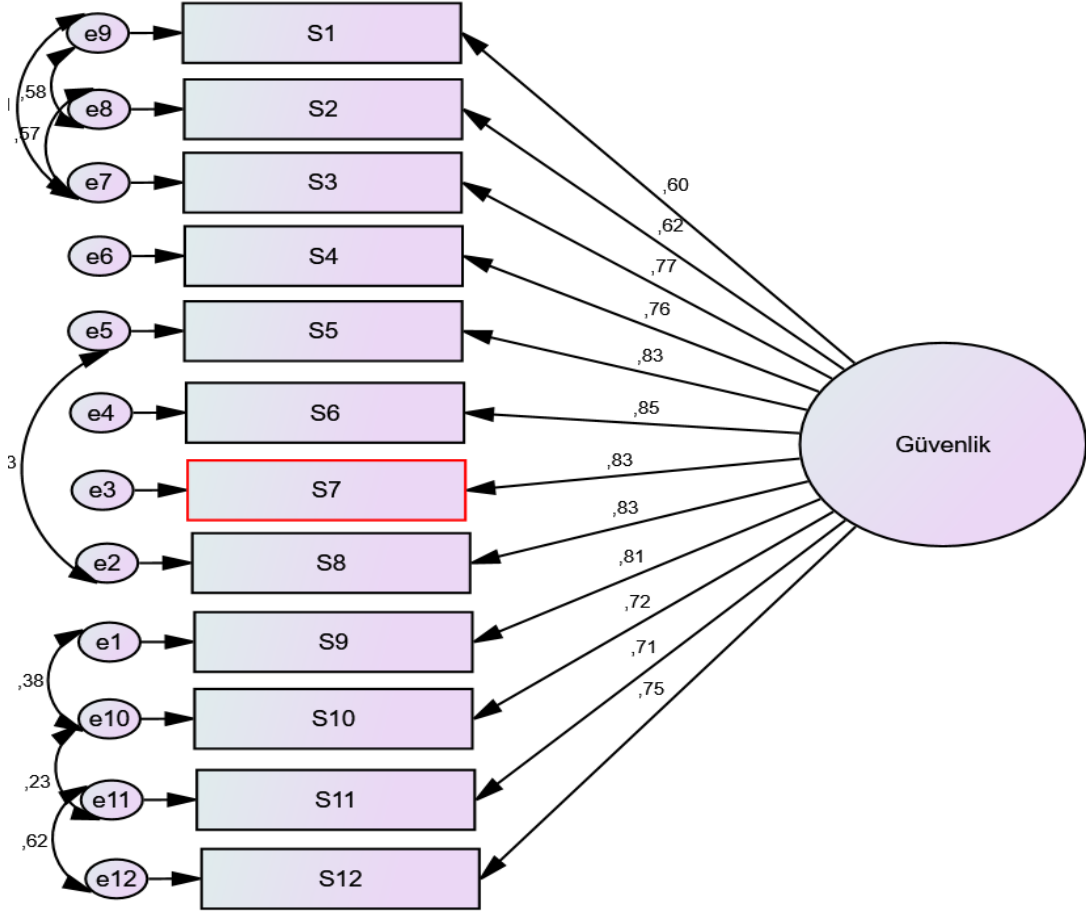 e9
S1
,58
e8
S2
,57
e7
S3
e6
S4
e5
S5
e4
S6
3
e3
S7
e2
S8
e1
S9
,38
e10
S10
,23
e11
S11
,62
e12
S12
,60
,62
,77
,76
,83
,85
,83
,83
,81
,72
,71
,75
Güvenlik